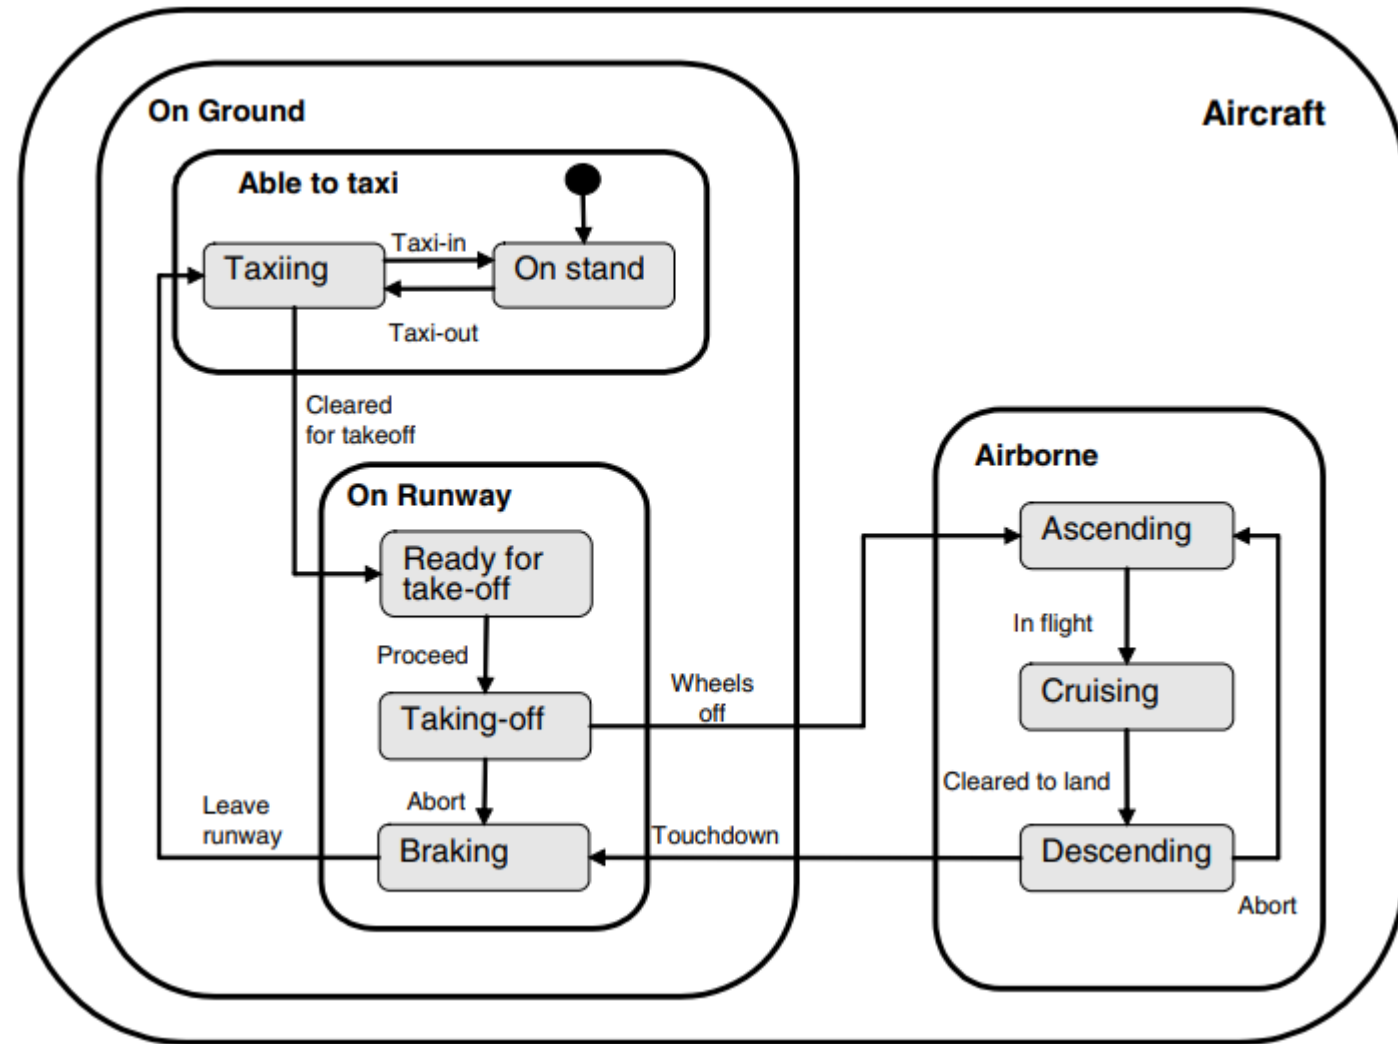 On Ground
Aircraft
Able to taxi
Taxi-in
Taxiing
On stand
Taxi-out
Cleared
for takeoff
Airborne
On Runway
Ascending
Ready for
take-off
In flight
Proceed
Wheels
off
Cruising
Taking-off
Cleared to land
Leave
runway
Abort
Touchdown
Braking
Descending
Abort